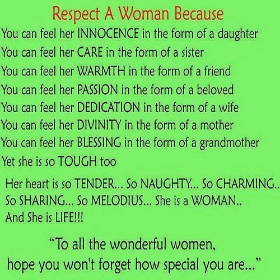 Respect A Woman Because
You can feel her INNOCENCE in the form of a daughter
You can feel her CARE in the form of a sister
You can feel her WARMTH in the form of a friend
You can feel her PASSION in the form of a beloved
You can feel her DEDICATION in the form of a wife
You can feel her DIVINITY in the form of a mother
You can feel her BLESSING in the form of a grandmother
Yet she is so TOUGH too
Her heart is so TENDER... So NAUGHTY... So CHARMING..
So SHARING... So MELODIUS... She is a WOMAN..
And She is LIFE!!!
“To all the wonderful women,
hope you won't forget how special you are...”